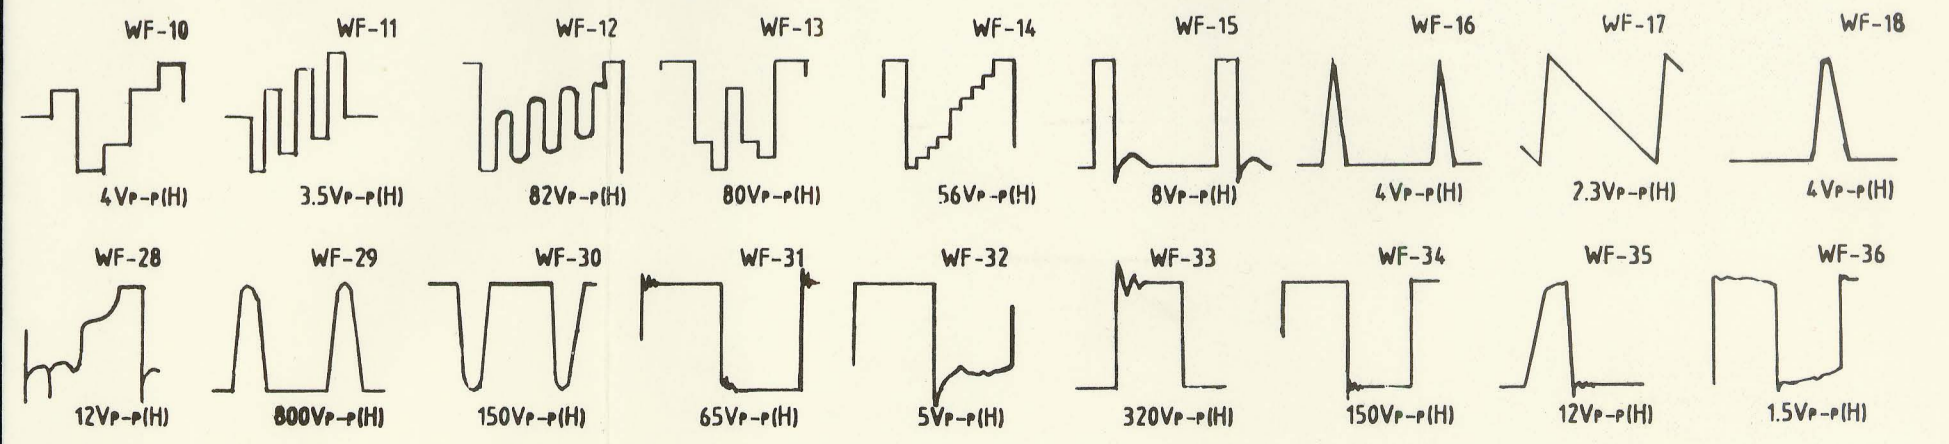 WF-10 WF-11 WF-12 WF-13 WF-14 WF-15 WF-16 WF-17 WF-18
4VP-P(H) 3.5VP-P(H) 82VP-P(H) 80VP-P(H) 56VP-P(H) 8VP-P(H) 4VP-P(H) 2.3VP-P(H) 4VP-P(H)
WF-28 WF-29 WF-30 WF-31 WF-32 WF-33 WF-34 WF-35 WF-36
12VP-P(H) 800VP-P(H) 150VP-P(H) 65VP-P(H) 5VP-P(H) 320VP-P(H) 150VP-P(H) 12VP-P(H) 1.5VP-P(H)